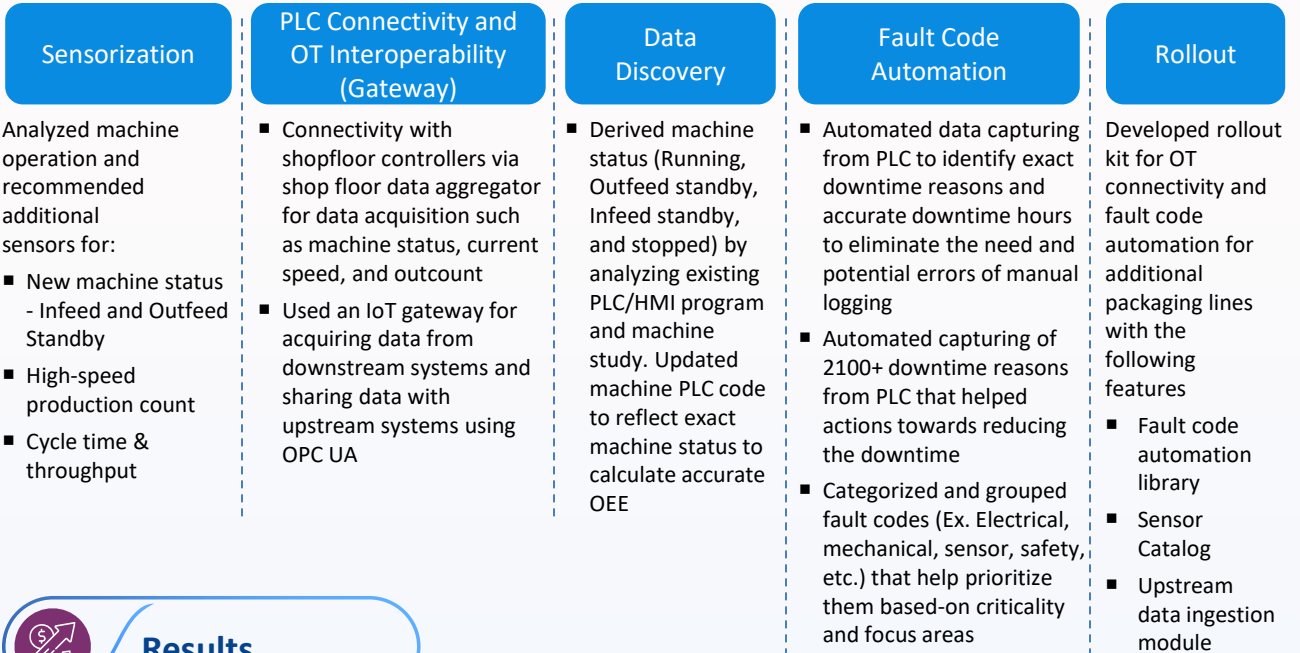 Sensorization
Analyzed machine
operation and
recommended
additional
sensors for:
■ New machine status
- Infeed and Outfeed
Standby
■ High-speed
production count
■ Cycle time &
throughput
PLC Connectivity and
OT Interoperability
(Gateway)
■ Connectivity with
shopfloor controllers via
shop floor data aggregator
for data acquisition such
as machine status, current
speed, and outcount
■ Used an IoT gateway for
acquiring data from
downstream systems and
sharing data with
upstream systems using
OPC UA
Data
Discovery
■ Derived machine
status (Running,
Outfeed standby,
Infeed standby,
and stopped) by
analyzing existing
PLC/HMI program
and machine
study. Updated
machine PLC code
to reflect exact
machine status to
calculate accurate
OEE
Fault Code
Automation
■ Automated data capturing
from PLC to identify exact
downtime reasons and
accurate downtime hours
to eliminate the need and
potential errors of manual
logging
■ Automated capturing of
2100+ downtime reasons
from PLC that helped
actions towards reducing
the downtime
■ Categorized and grouped
fault codes (Ex. Electrical,
mechanical, sensor, safety,
etc.) that help prioritize
them based-on criticality
and focus areas
Rollout
Developed rollout
kit for OT
connectivity and
fault code
automation for
additional
packaging lines
with the
following
features
■ Fault code
automation
library
■ Sensor
Catalog
■ Upstream
data ingestion
module
Results